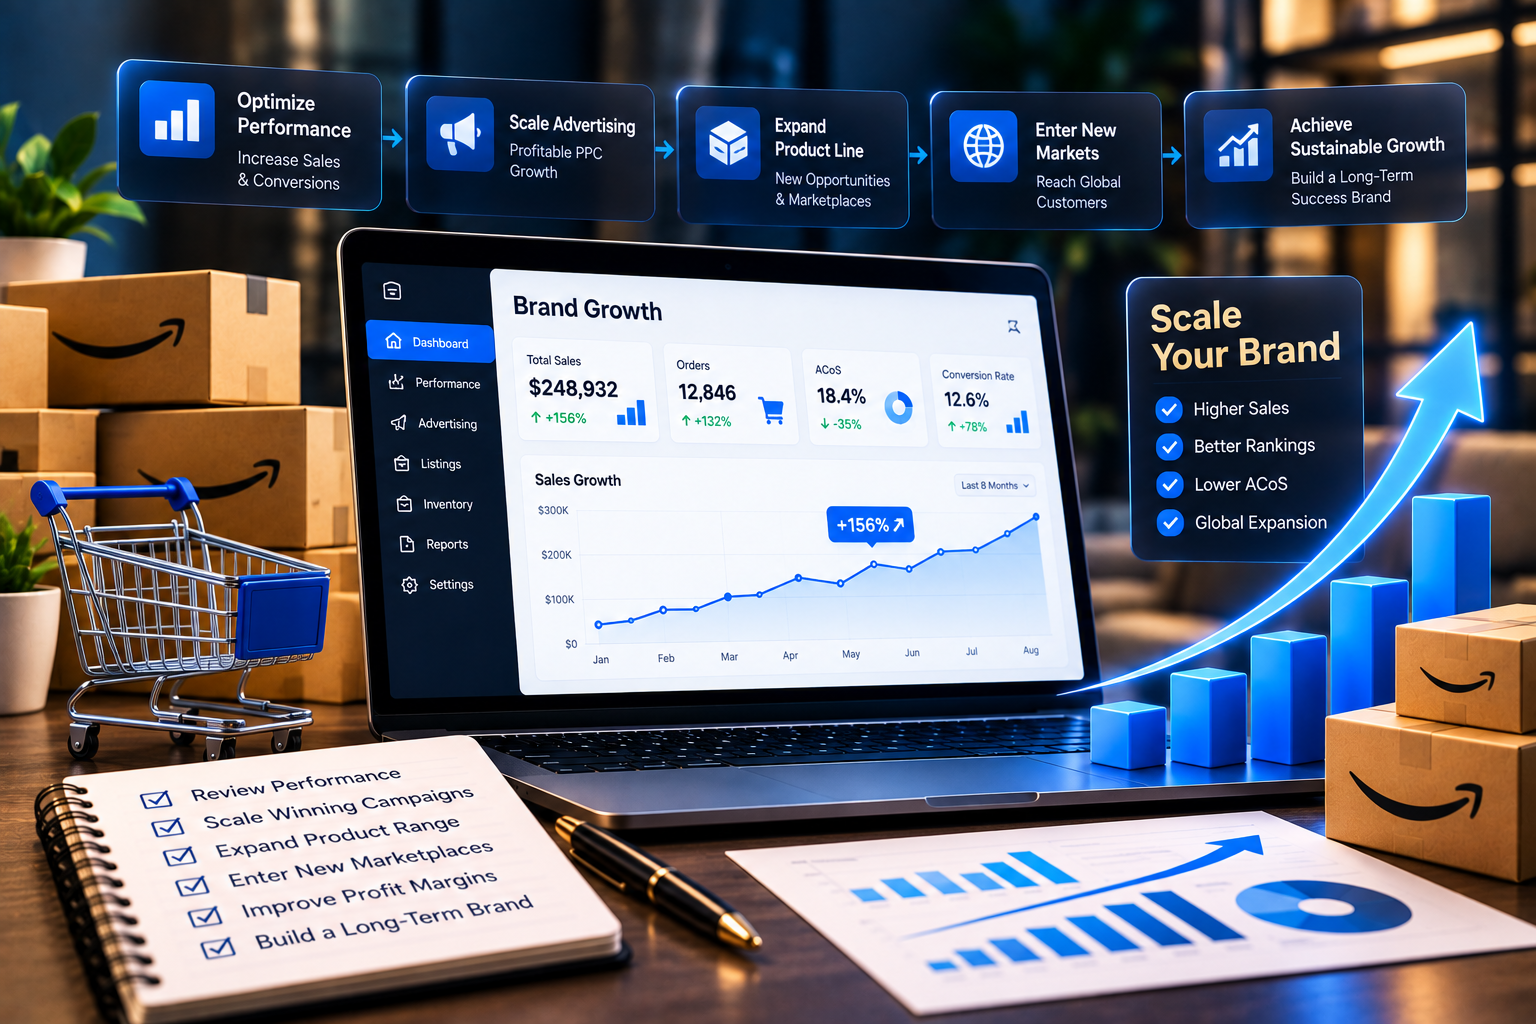 Optimize
Performance
Increase Sales
& Conversions
Scale Advertising
Profitable PPC
Growth
Expand
Product Line
New Opportunities
& Marketplaces
Enter New
Markets
Reach Global
Customers
Achieve
Sustainable Growth
Build a Long-Term
Success Brand
Brand Growth
Dashboard
Performance
Advertising
Listings
Inventory
Reports
Settings
Total Sales
$248,932
+156%
Orders
12,846
+132%
ACoS
18.4%
-35%
Conversion Rate
12.6%
+78%
Sales Growth
Last 8 Months
$300K
$200K
$100K
$0
+156%
Jan Feb Mar Apr May Jun Jul Aug
Scale
Your Brand
Higher Sales
Better Rankings
Lower ACoS
Global Expansion
Review Performance
Scale Winning Campaigns
Expand Product Range
Enter New Marketplaces
Improve Profit Margins
Build a Long-Term Brand